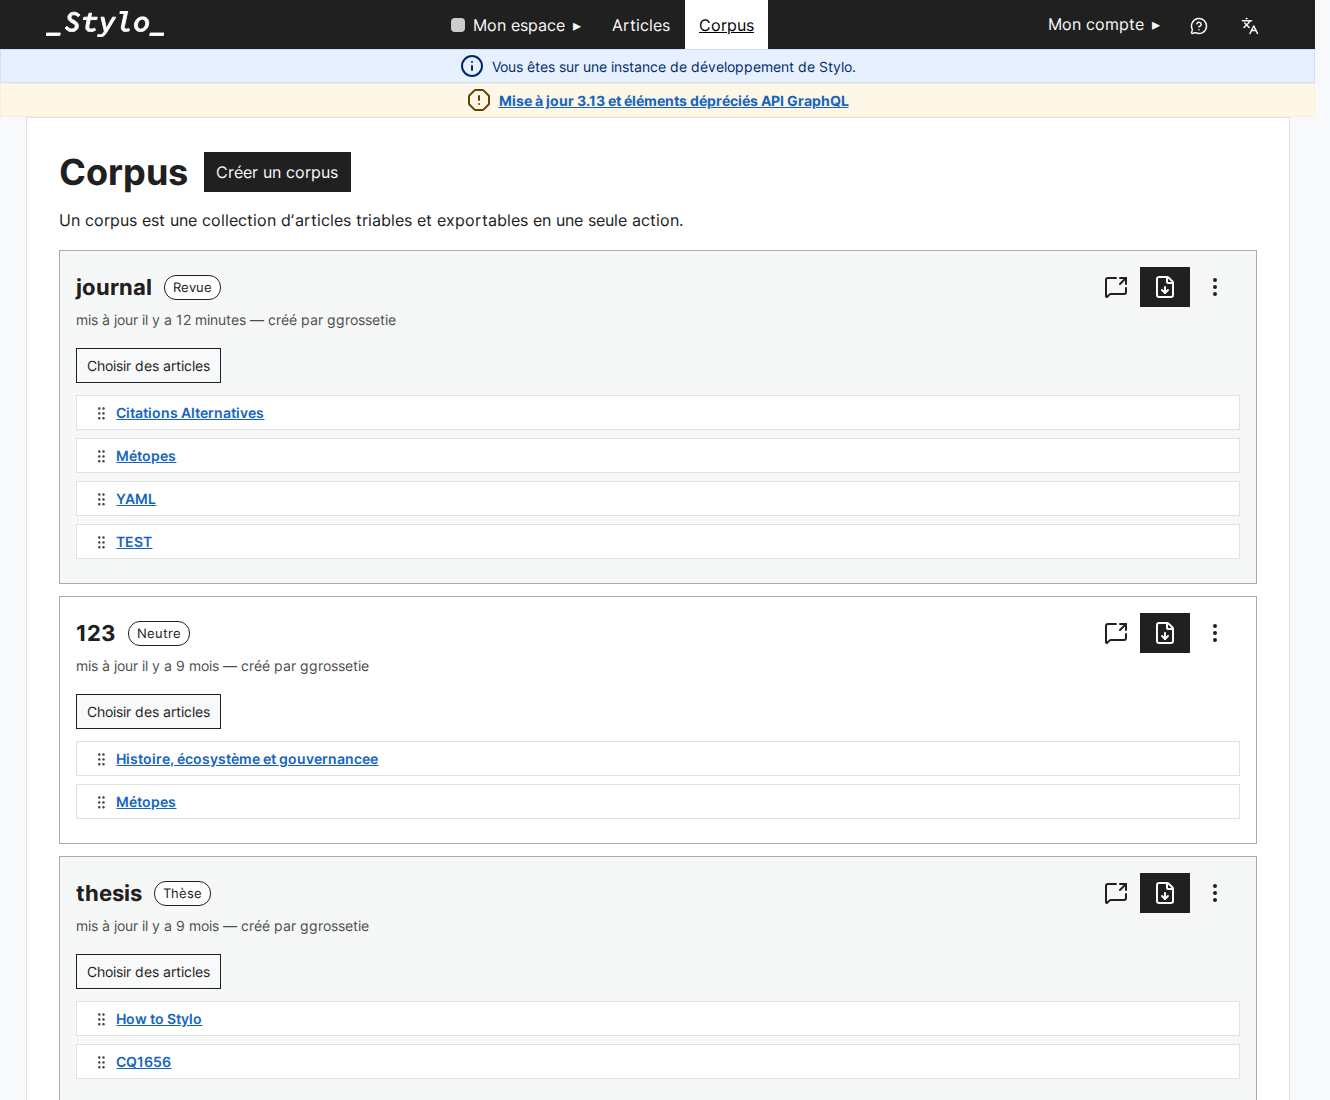 _Stylo_
Mon espace ▸
Articles
Corpus
Mon compte ▸
Vous êtes sur une instance de développement de Stylo.
Mise à jour 3.13 et éléments dépréciés API GraphQL
Corpus
Créer un corpus
Un corpus est une collection d’articles triables et exportables en une seule action.
journal
Revue
mis à jour il y a 12 minutes — créé par ggrossetie
Choisir des articles
Citations Alternatives
Métopes
YAML
TEST
123
Neutre
mis à jour il y a 9 mois — créé par ggrossetie
Choisir des articles
Histoire, écosystème et gouvernancee
Métopes
thesis
Thèse
mis à jour il y a 9 mois — créé par ggrossetie
Choisir des articles
How to Stylo
CQ1656